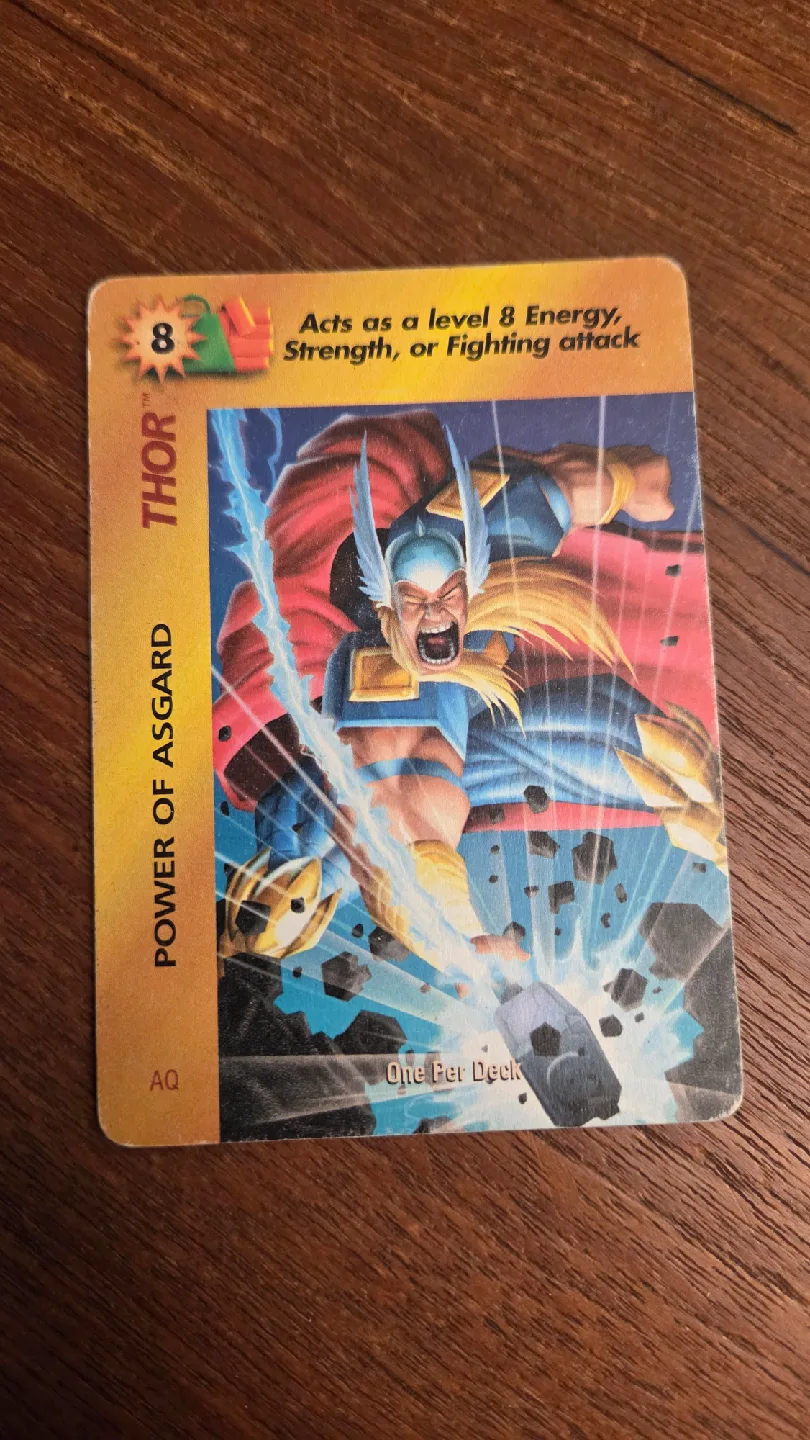 8
Acts as a level 8 Energy,
Strength, or Fighting attack
THOR™
POWER OF ASGARD
AQ
One Per Deck